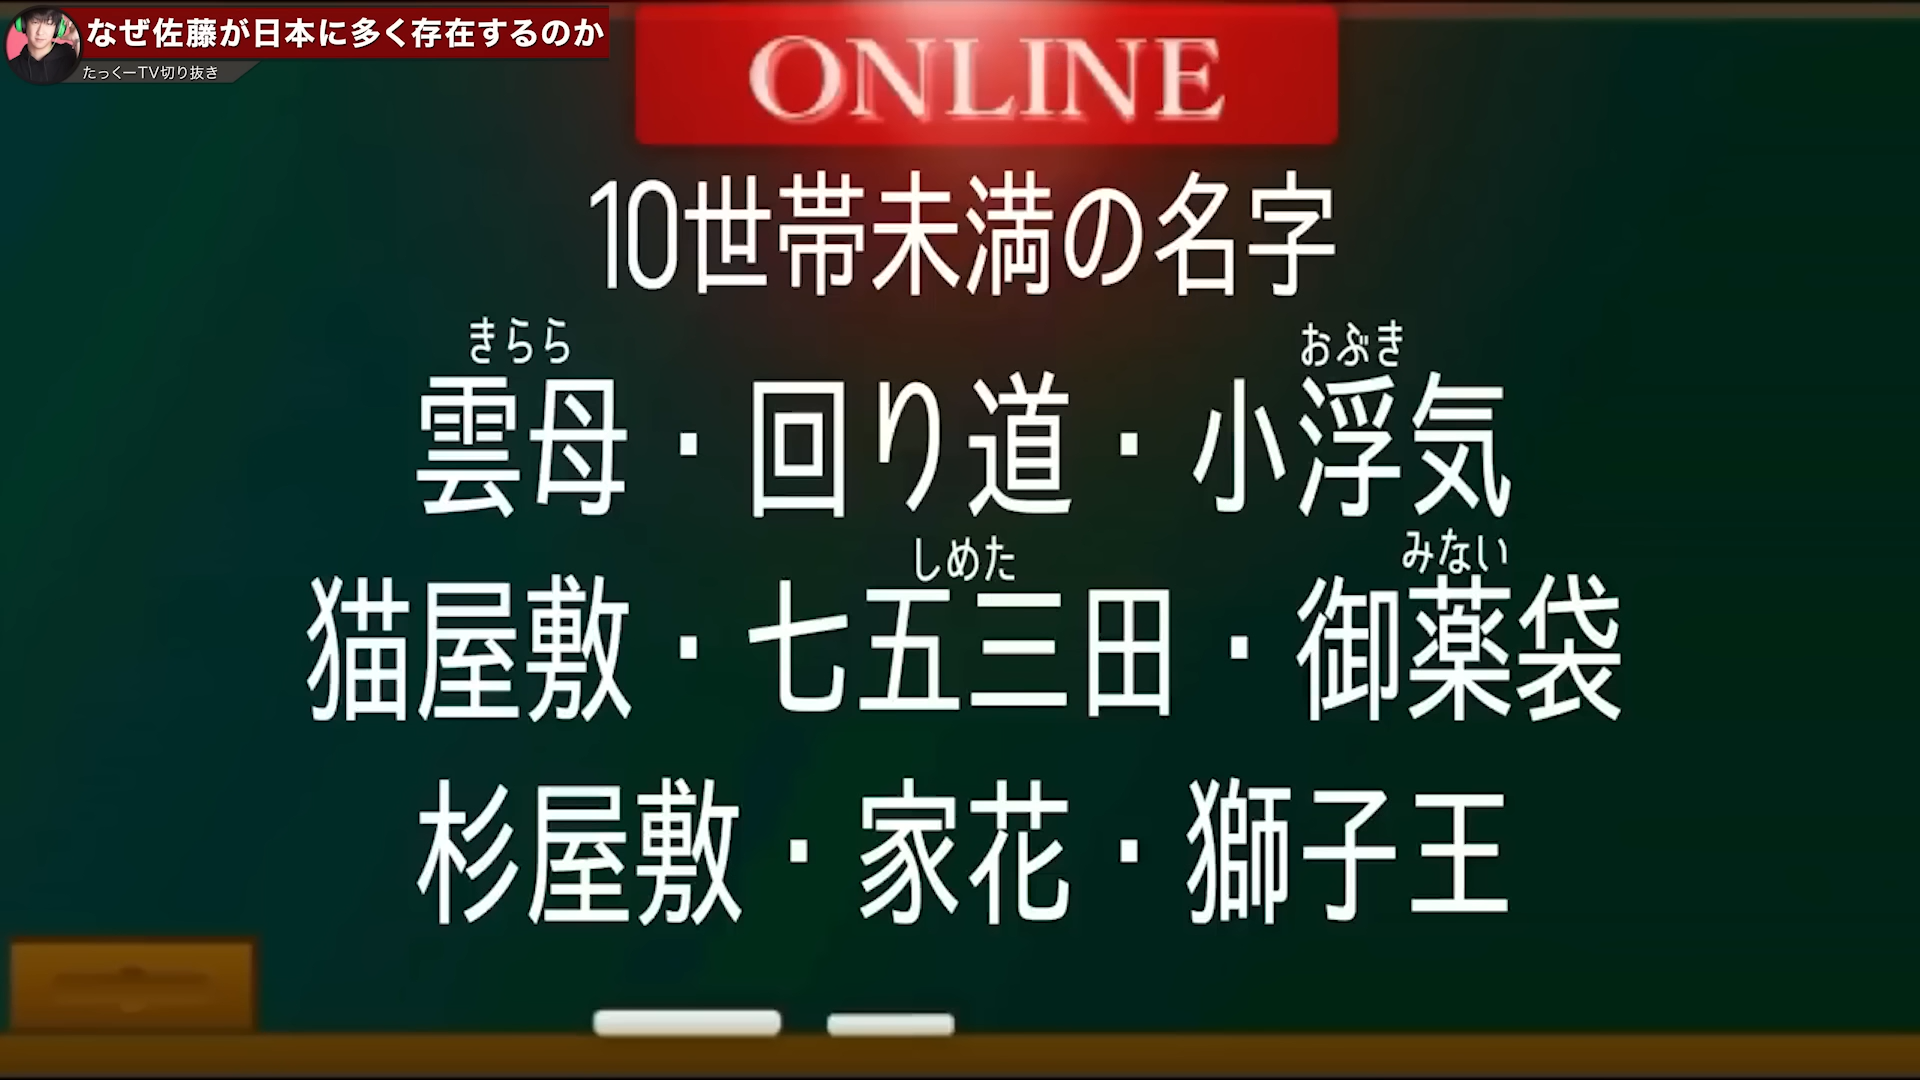 なぜ佐藤が日本に多く存在するのか
たっくーTV切り抜き
ONLINE
10世帯未満の名字
きらら おぶき
雲母・回り道・小浮気
しめた みない
猫屋敷・七五三田・御薬袋
杉屋敷・家花・獅子王